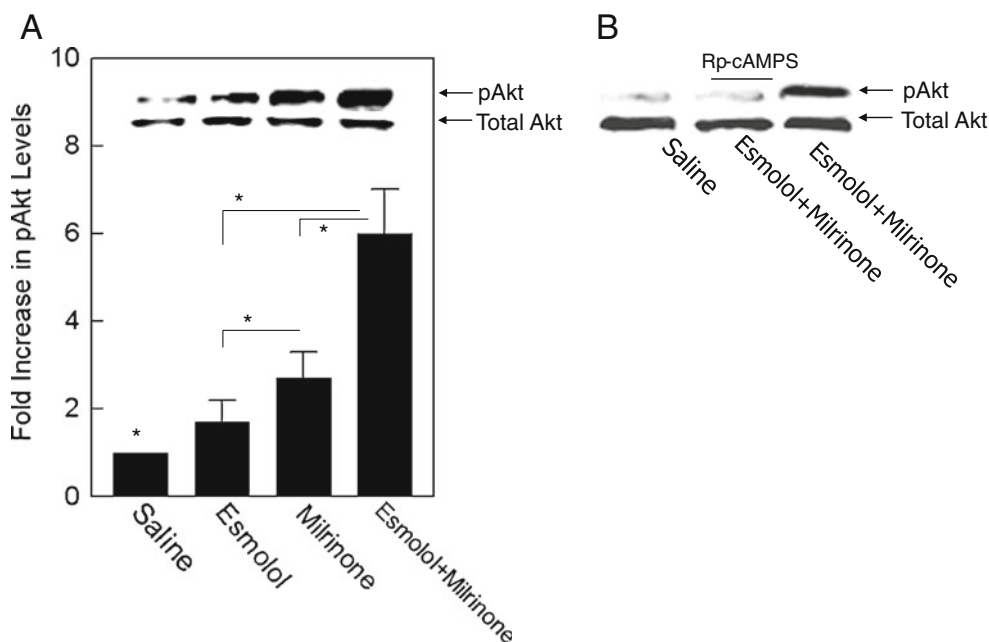 A
Fold Increase in pAkt Levels
10
8
6
4
2
0
pAkt
Total Akt
*
*
*
*
Saline
Esmolol
Milrinone
Esmolol+Milrinone
B
Rp-cAMPS
pAkt
Total Akt
Saline
Esmolol+Milrinone
Esmolol+Milrinone